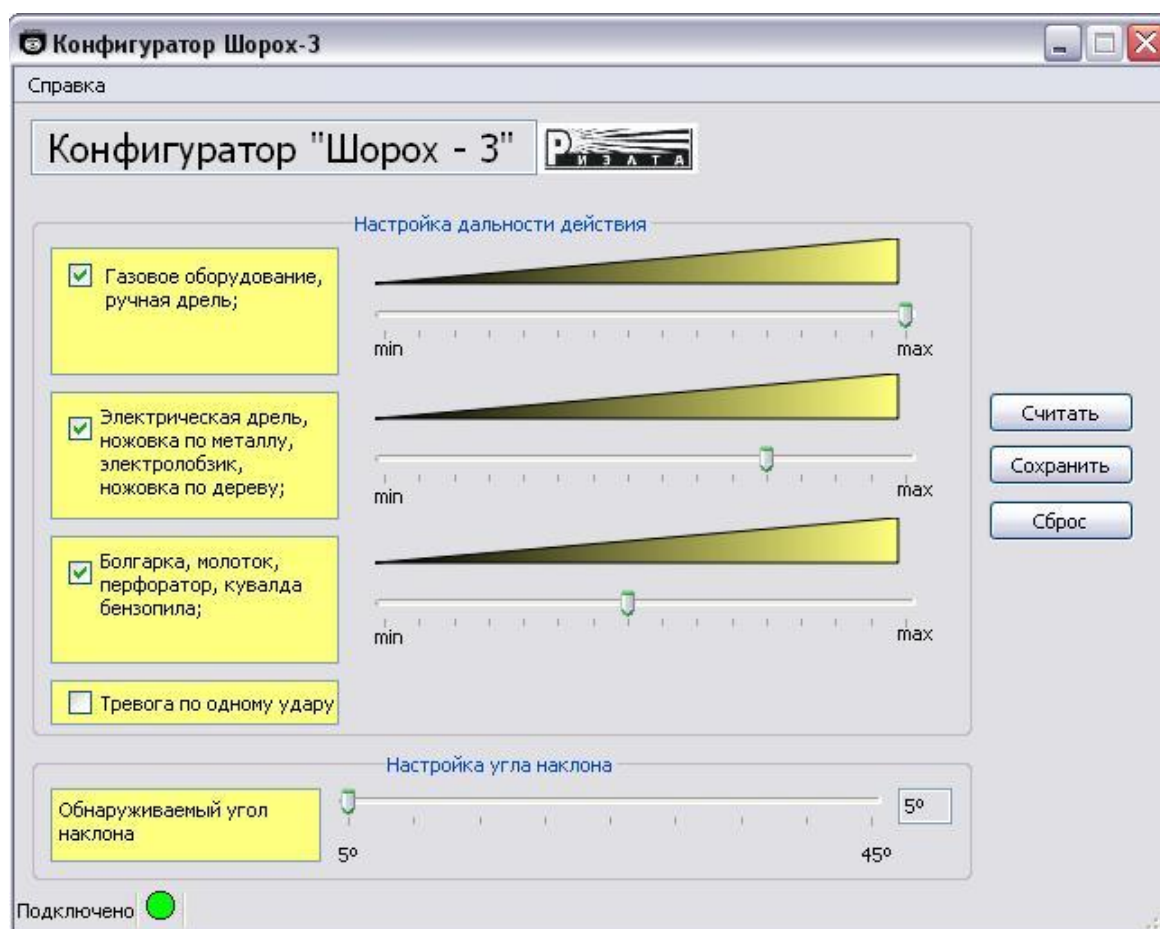 Конфигуратор Шорох-3
Справка
Конфигуратор "Шорох - 3"
РИЭЛТА
Настройка дальности действия
Газовое оборудование,
ручная дрель;
min
max
Электрическая дрель,
ножовка по металлу,
электролобзик,
ножовка по дереву;
min
max
Болгарка, молоток,
перфоратор, кувалда
бензопила;
min
max
Тревога по одному удару
Считать
Сохранить
Сброс
Настройка угла наклона
Обнаруживаемый угол
наклона
5º
5º
45º
Подключено